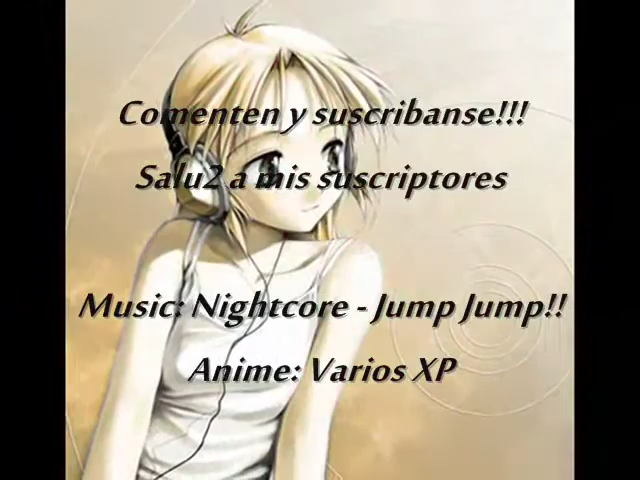 Comenten y suscribanse!!!
Salu2 a mis suscriptores
Music: Nightcore - Jump Jump!!
Anime: Varios XP